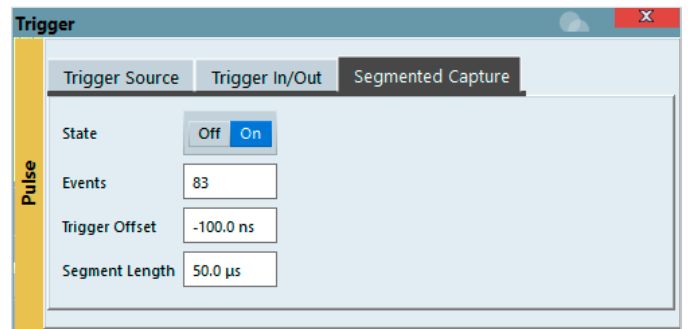 Trigger
X
Pulse
Trigger Source Trigger In/Out Segmented Capture
State Off On
Events 83
Trigger Offset -100.0 ns
Segment Length 50.0 µs